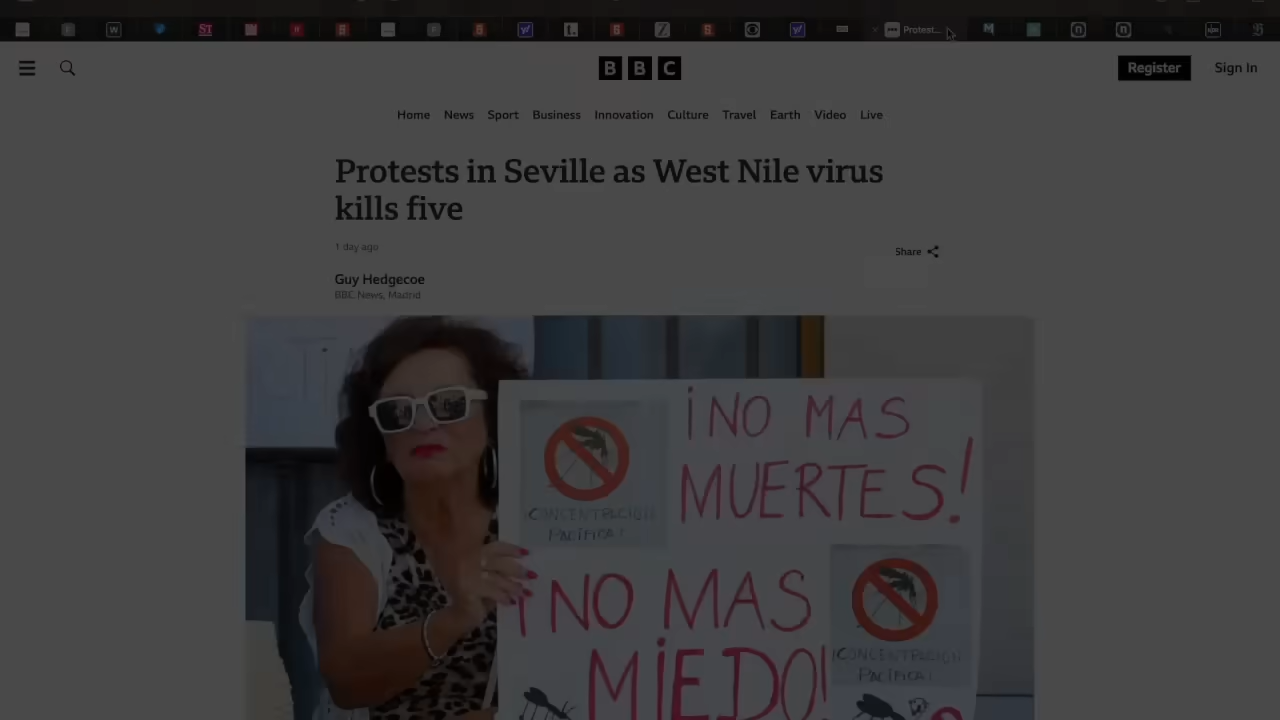 Protest...
BBC
Register
Sign In
Home News Sport Business Innovation Culture Travel Earth Video Live
Protests in Seville as West Nile virus
kills five
1 day ago
Share
Guy Hedgecoe
BBC News, Madrid
¡NO MAS
MUERTES!
¡CONCENTRACION
PACIFICA!
¡NO MAS
MIEDO!
¡CONCENTRACION
PACIFICA!